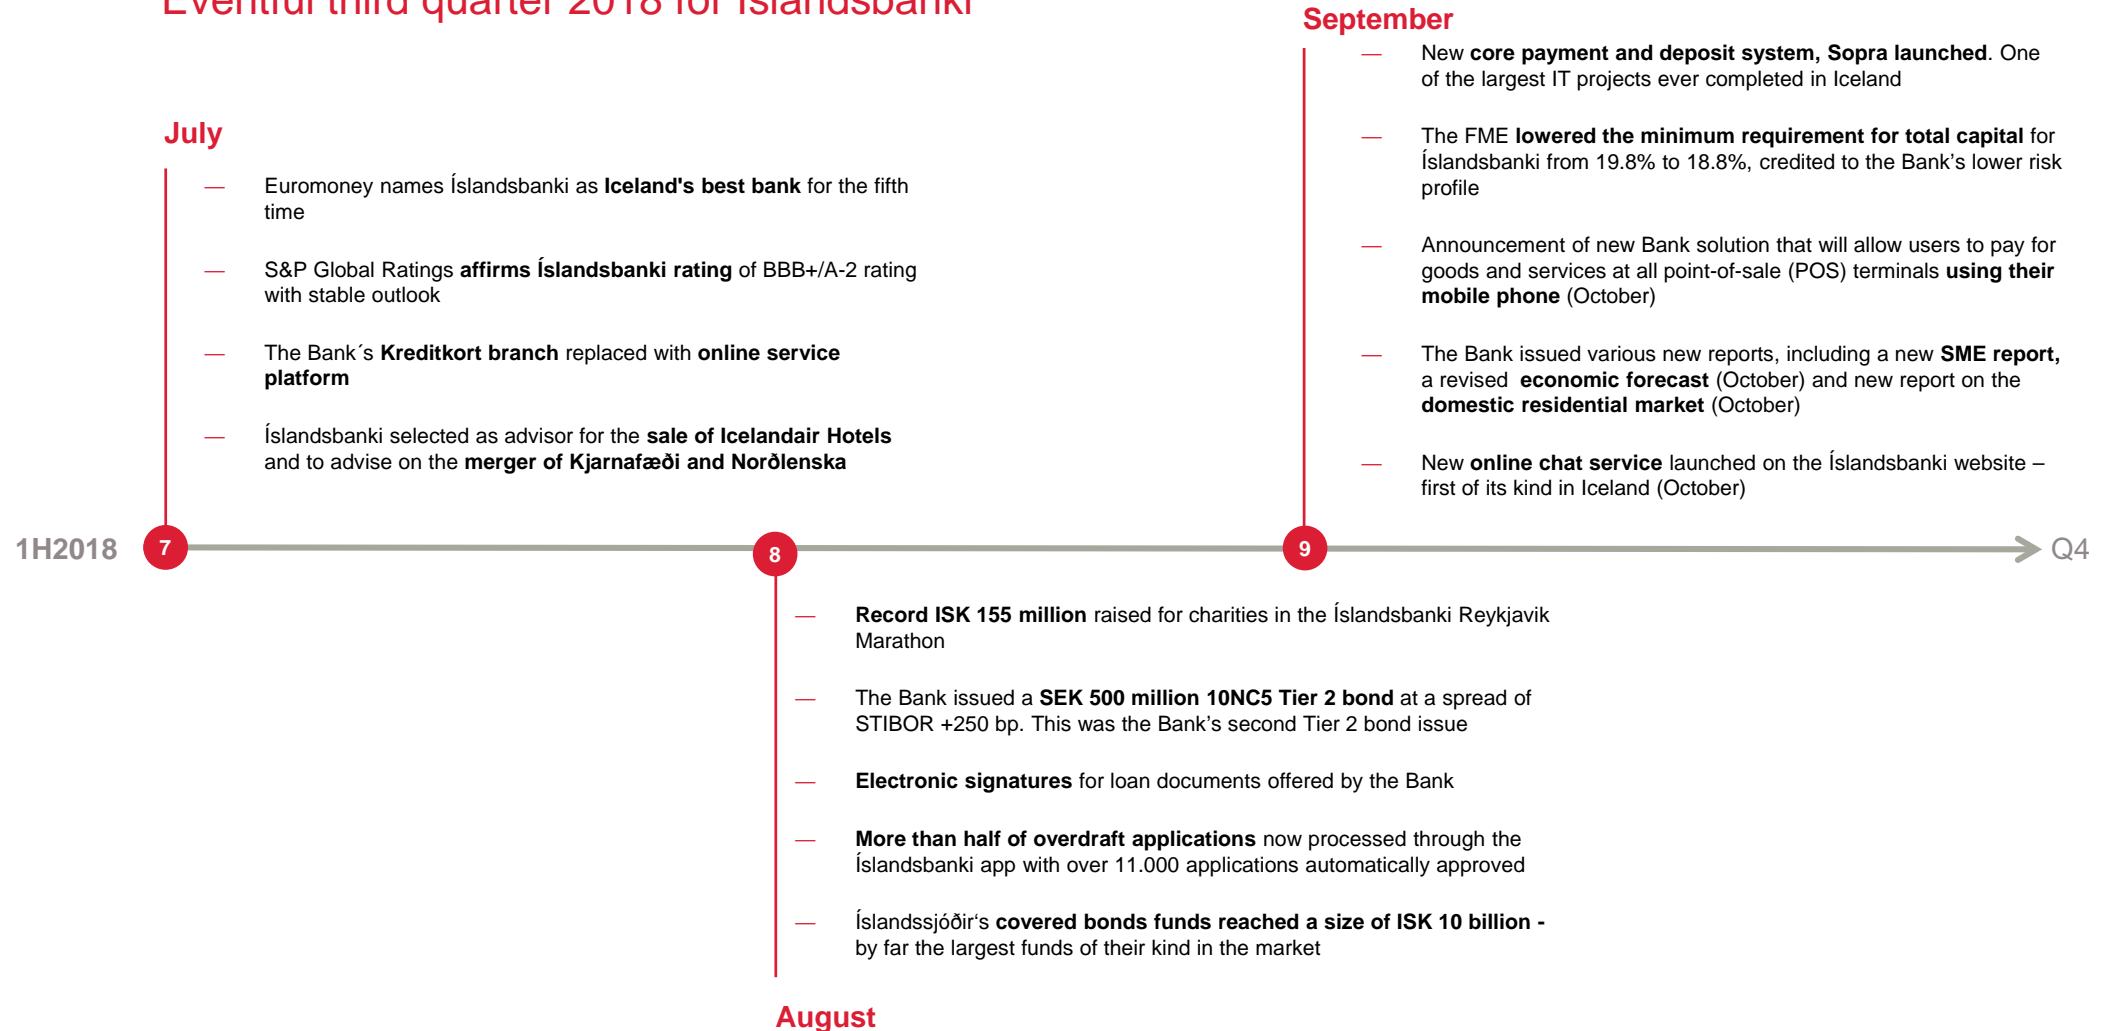 Eventful third quarter 2018 for Íslandsbanki
July
— Euromoney names Íslandsbanki as Iceland's best bank for the fifth
time
— S&P Global Ratings affirms Íslandsbanki rating of BBB+/A-2 rating
with stable outlook
— The Bank´s Kreditkort branch replaced with online service
platform
— Íslandsbanki selected as advisor for the sale of Icelandair Hotels
and to advise on the merger of Kjarnafæði and Norðlenska
September
— New core payment and deposit system, Sopra launched. One
of the largest IT projects ever completed in Iceland
— The FME lowered the minimum requirement for total capital for
Íslandsbanki from 19.8% to 18.8%, credited to the Bank’s lower risk
profile
— Announcement of new Bank solution that will allow users to pay for
goods and services at all point-of-sale (POS) terminals using their
mobile phone (October)
— The Bank issued various new reports, including a new SME report,
a revised  economic forecast (October) and new report on the
domestic residential market (October)
— New online chat service launched on the Íslandsbanki website –
first of its kind in Iceland (October)
1H2018
7
8
9
Q4
— Record ISK 155 million raised for charities in the Íslandsbanki Reykjavik
Marathon
— The Bank issued a SEK 500 million 10NC5 Tier 2 bond at a spread of
STIBOR +250 bp. This was the Bank’s second Tier 2 bond issue
— Electronic signatures for loan documents offered by the Bank
— More than half of overdraft applications now processed through the
Íslandsbanki app with over 11.000 applications automatically approved
— Íslandssjóðir‘s covered bonds funds reached a size of ISK 10 billion -
by far the largest funds of their kind in the market
August